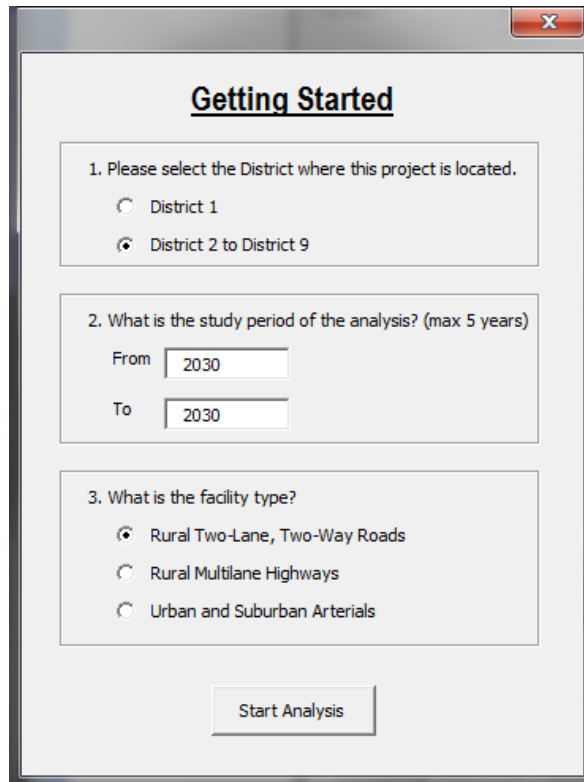 Getting Started
1. Please select the District where this project is located.
District 1
District 2 to District 9
2. What is the study period of the analysis? (max 5 years)
From 2030
To 2030
3. What is the facility type?
Rural Two-Lane, Two-Way Roads
Rural Multilane Highways
Urban and Suburban Arterials
Start Analysis